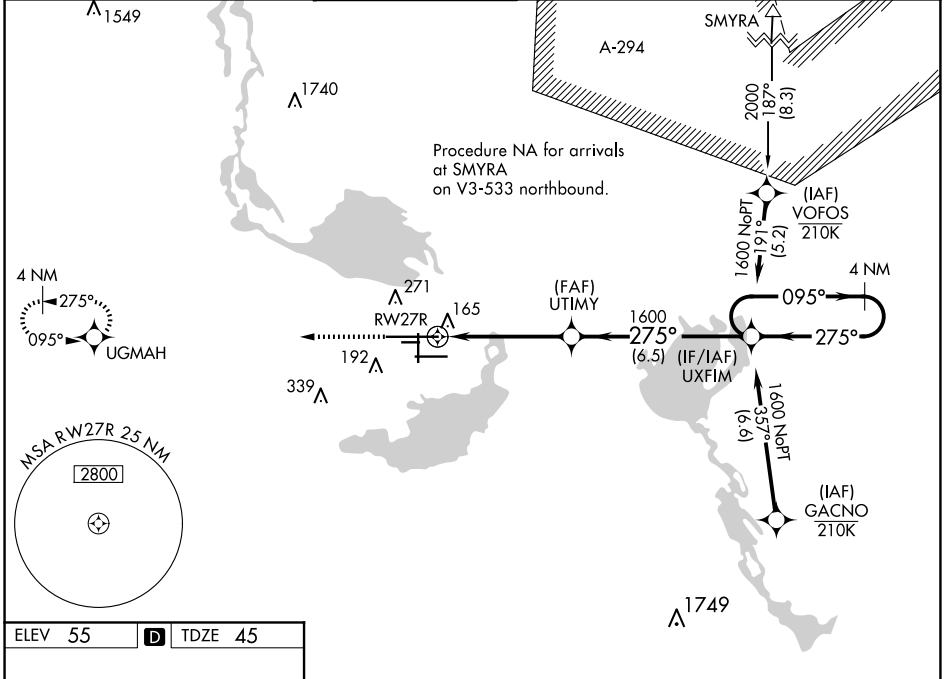 1549
SMYRA
A-294
1740
2000
187°
(8.3)
Procedure NA for arrivals
at SMYRA
on V3-533 northbound.
(IAF)
VOFOS
210K
1600 NoPT
191°
(5.2)
4 NM
275°
095°
UGMAH
271
RW27R
165
192
339
(FAF)
UTIMY
1600
275°
(6.5)
(IF/IAF)
UXFIM
4 NM
095°
275°
1600 NoPT
357°
(6.6)
(IAF)
GACNO
210K
MSA RW27R 25 NM
2800
1749
ELEV 55 D TDZE 45